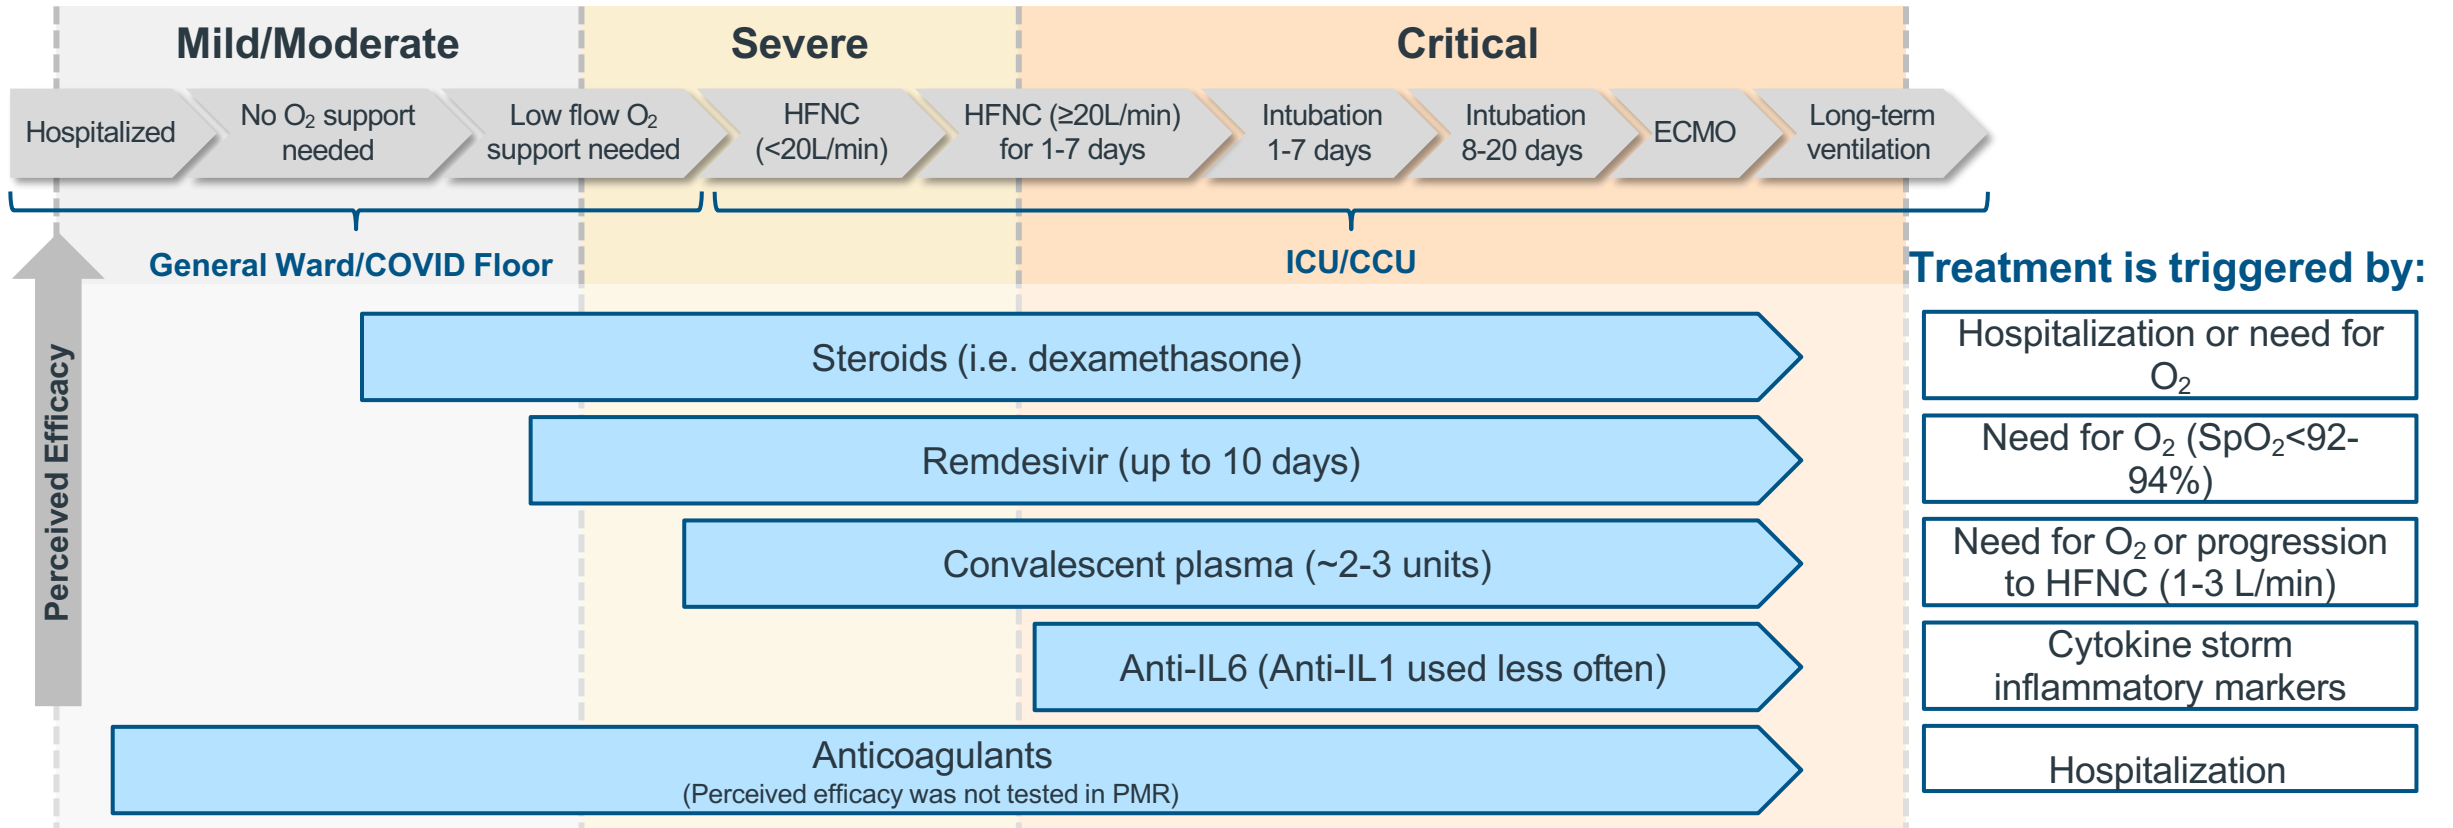 Mild/Moderate
Severe
Critical
Hospitalized
No O₂ support
needed
Low flow O₂
support needed
HFNC
(<20L/min)
HFNC (≥20L/min)
for 1-7 days
Intubation
1-7 days
Intubation
8-20 days
ECMO
Long-term
ventilation
General Ward/COVID Floor
ICU/CCU
Treatment is triggered by:
Perceived Efficacy
Steroids (i.e. dexamethasone)
Hospitalization or need for
O₂
Remdesivir (up to 10 days)
Need for O₂ (SpO₂<92-
94%)
Convalescent plasma (~2-3 units)
Need for O₂ or progression
to HFNC (1-3 L/min)
Anti-IL6 (Anti-IL1 used less often)
Cytokine storm
inflammatory markers
Anticoagulants
(Perceived efficacy was not tested in PMR)
Hospitalization